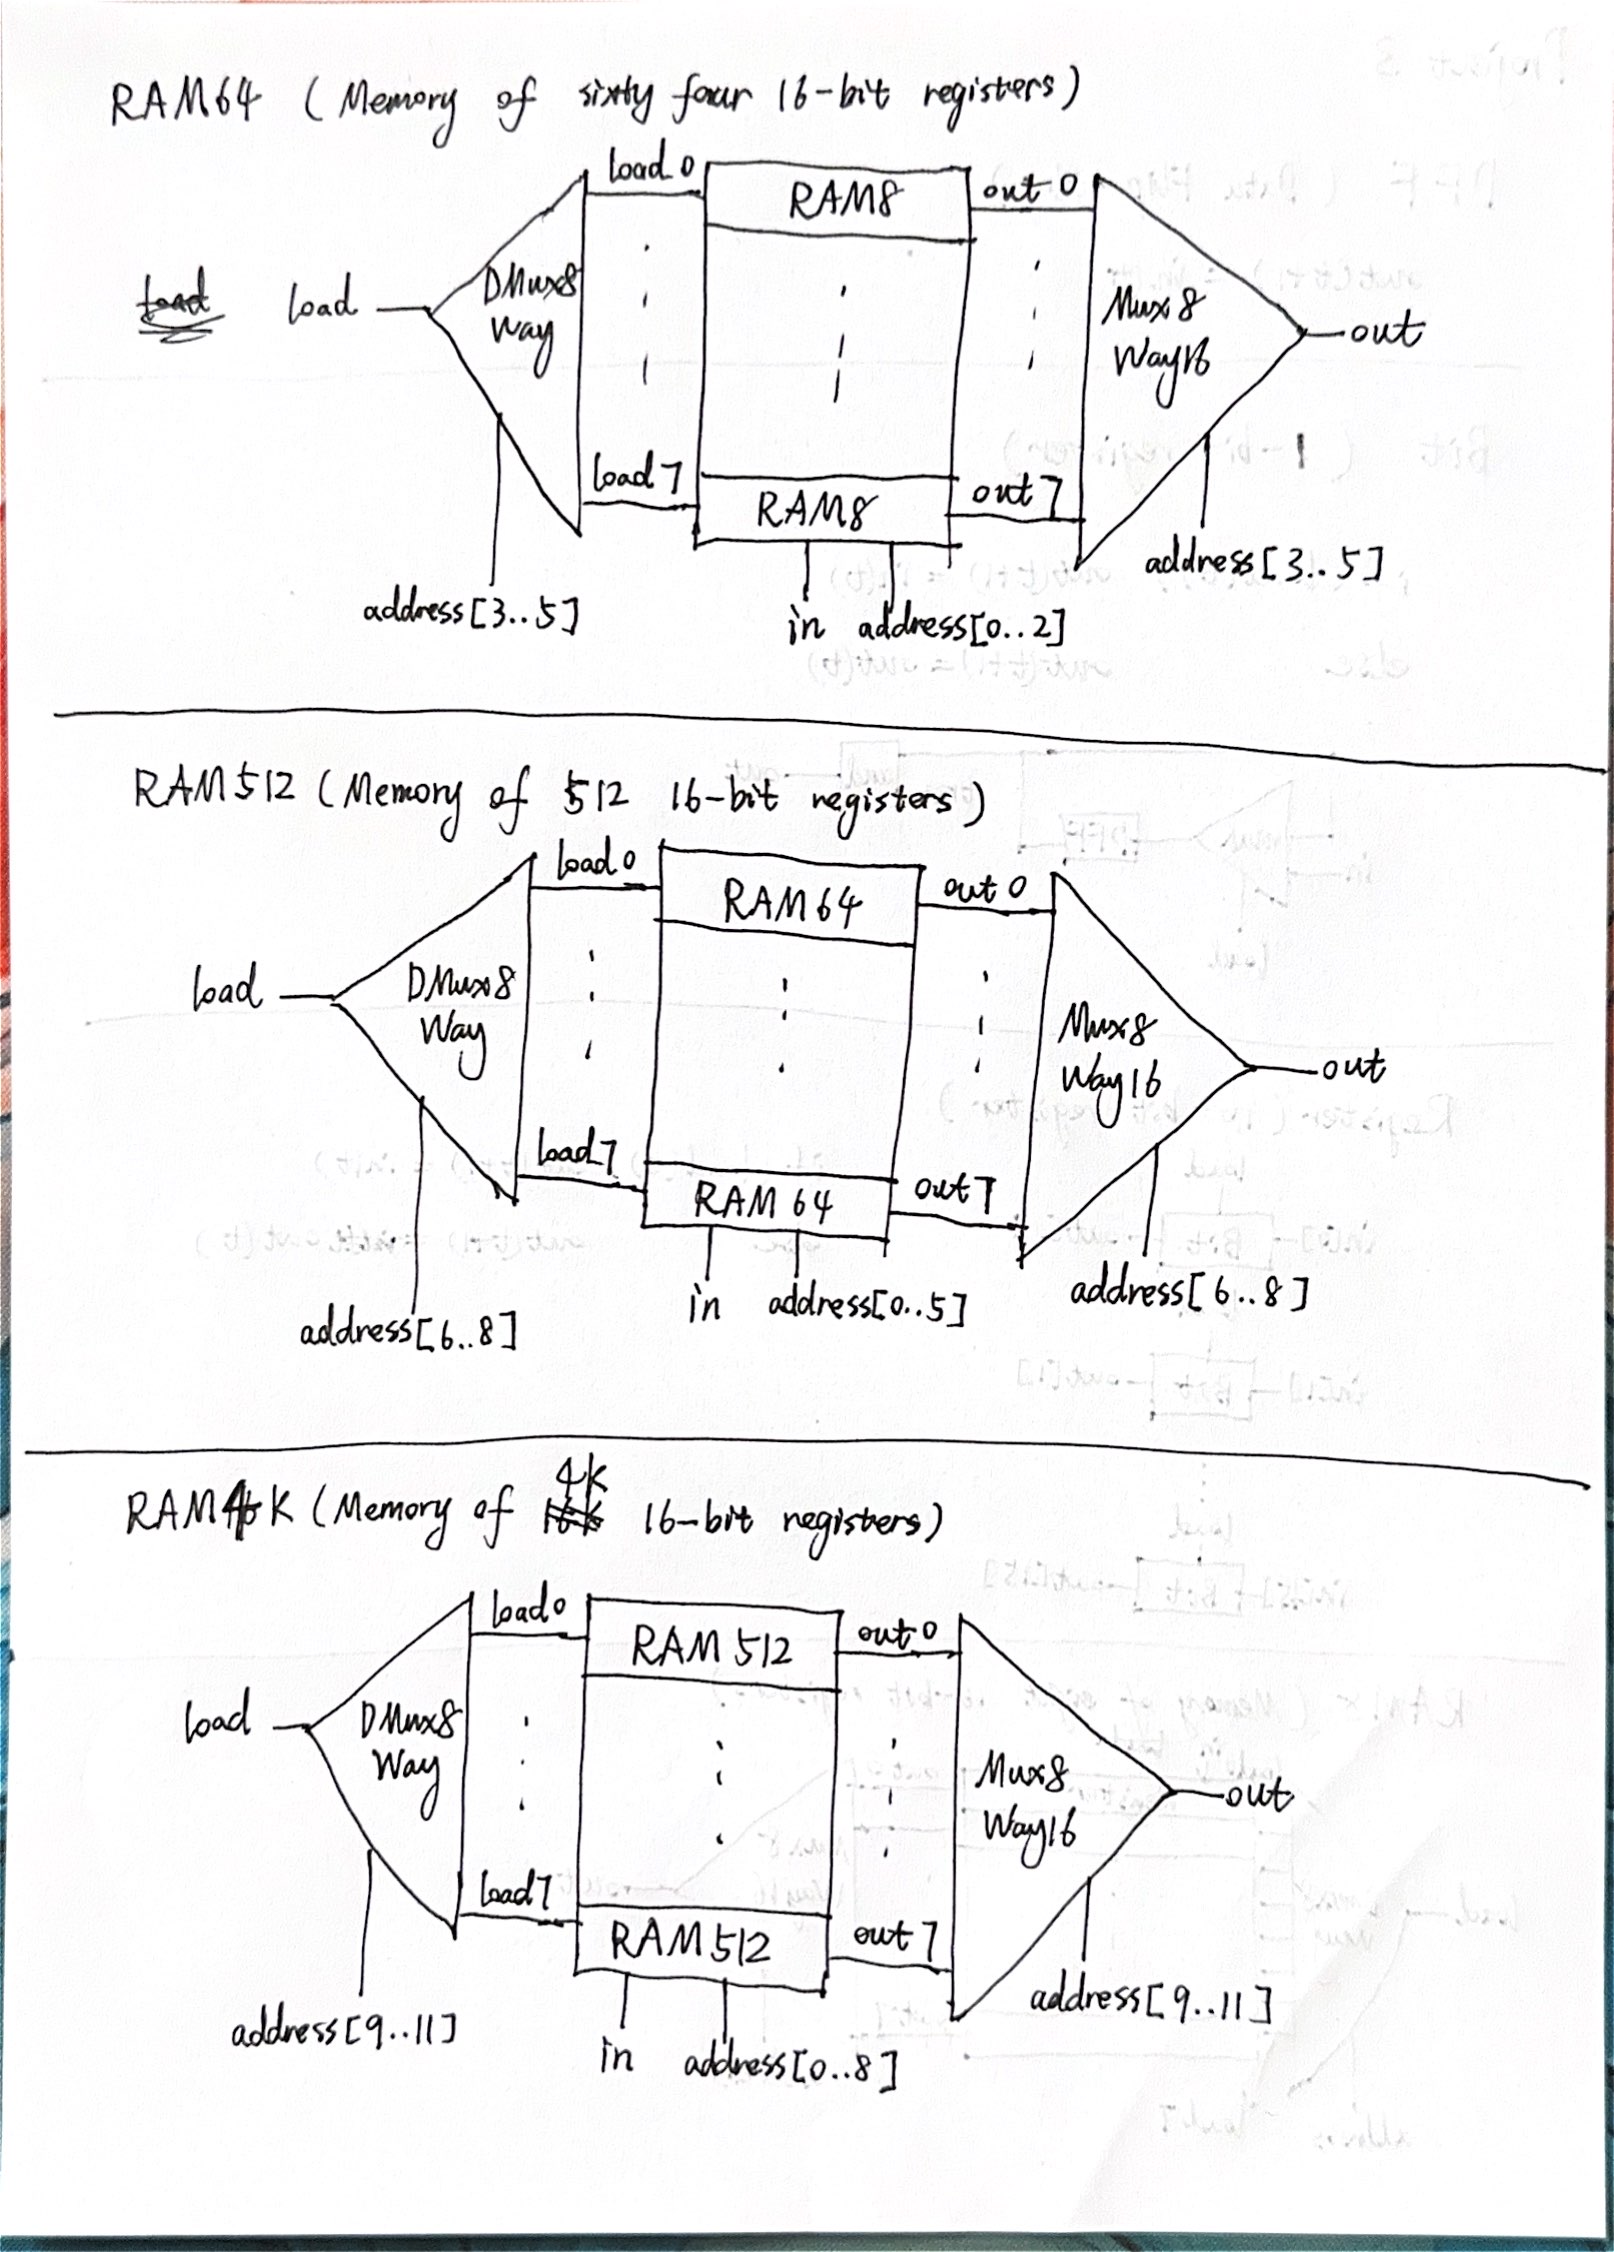 RAM64 (Memory of sixty four 16-bit registers)
load 0
RAM8
out 0
load
load
DMux8
Way
Mux8
Way16
out
load 7
RAM8
out 7
address[3..5]
in
address[0..2]
address[3..5]
RAM512 (Memory of 512 16-bit registers)
load 0
RAM64
out 0
load
DMux8
Way
Mux8
Way16
out
load 7
RAM 64
out 7
address[6..8]
in
address[0..5]
address[6..8]
4K
RAM4K (Memory of 16K 16-bit registers)
load 0
RAM 512
out 0
load
DMux8
Way
Mux8
Way16
out
load 7
RAM 512
out 7
address[9..11]
in
address[0..8]
address[9..11]